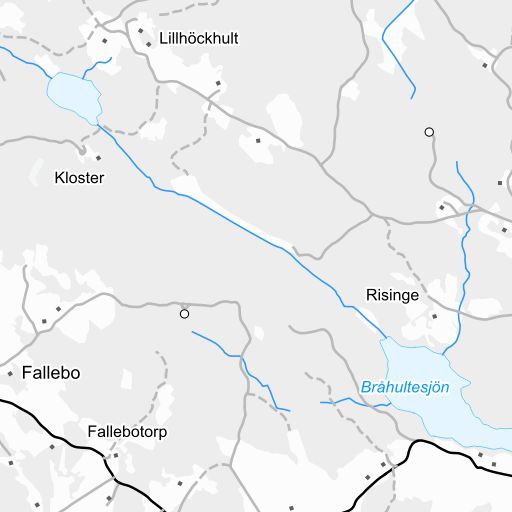 Lillhöckhult
Kloster
Risinge
Fallebo
Bråhultesjön
Fallebotorp